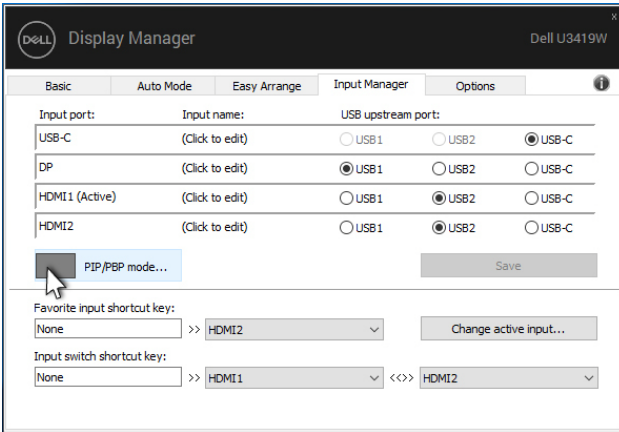 x
DELL Display Manager Dell U3419W
Basic Auto Mode Easy Arrange Input Manager Options i
Input port: Input name: USB upstream port:
USB-C (Click to edit) USB1 USB2 USB-C
DP (Click to edit) USB1 USB2 USB-C
HDMI1 (Active) (Click to edit) USB1 USB2 USB-C
HDMI2 (Click to edit) USB1 USB2 USB-C
PIP/PBP mode... Save
Favorite input shortcut key:
None >> HDMI2 Change active input...
Input switch shortcut key:
None >> HDMI1 <<>> HDMI2